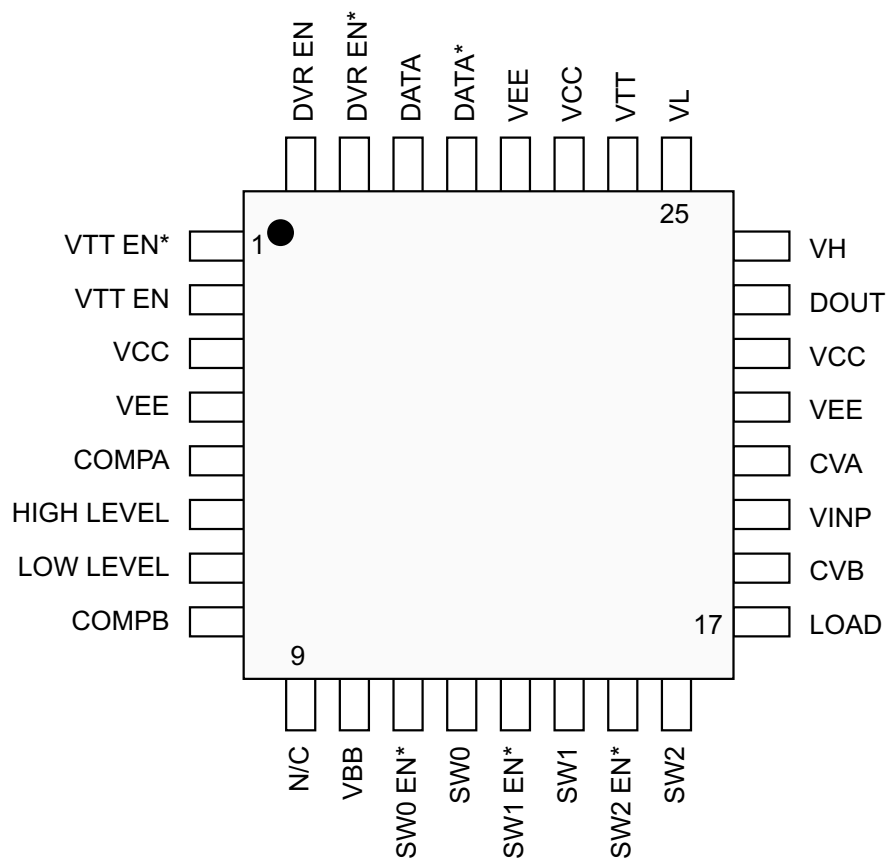 DVR EN
DVR EN*
DATA
DATA*
VEE
VCC
VTT
VL
25
VTT EN*
1
VH
VTT EN
DOUT
VCC
VCC
VEE
VEE
COMPA
CVA
HIGH LEVEL
VINP
LOW LEVEL
CVB
COMPB
17
LOAD
9
N/C
VBB
SW0 EN*
SW0
SW1 EN*
SW1
SW2 EN*
SW2